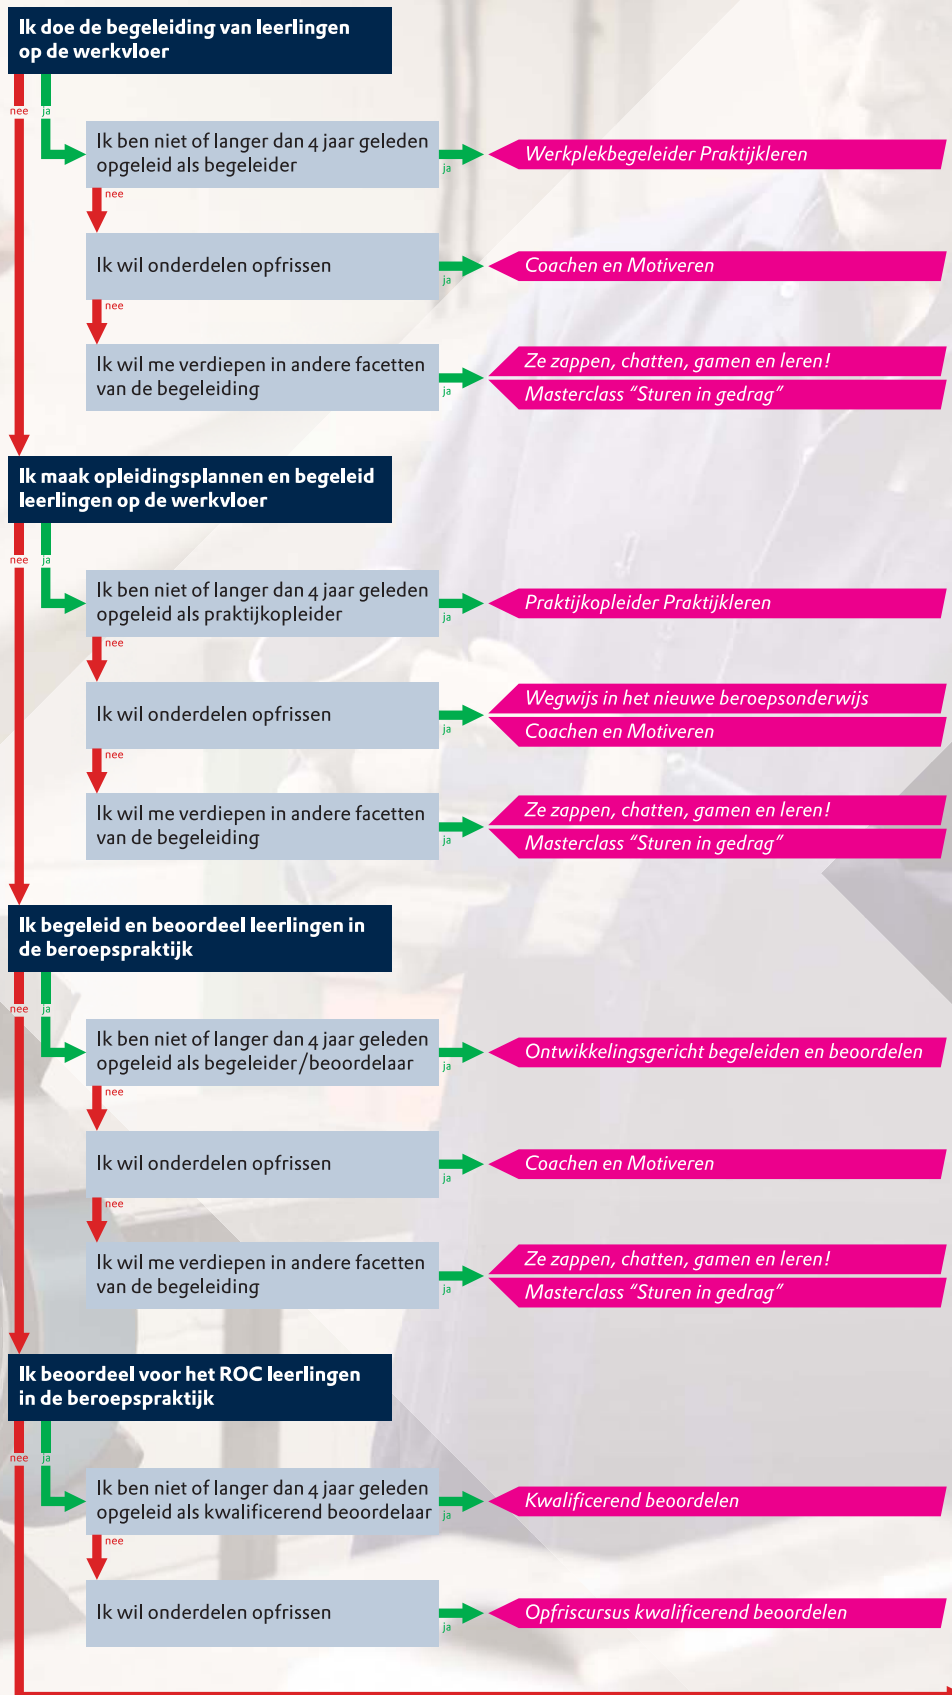 Ik doe de begeleiding van leerlingen
op de werkvloer
nee
ja
Ik ben niet of langer dan 4 jaar geleden
opgeleid als begeleider
ja
Werkplekbegeleider Praktijkleren
nee
Ik wil onderdelen opfrissen
ja
Coachen en Motiveren
nee
Ik wil me verdiepen in andere facetten
van de begeleiding
ja
Ze zappen, chatten, gamen en leren!
Masterclass “Sturen in gedrag”
Ik maak opleidingsplannen en begeleid
leerlingen op de werkvloer
nee
ja
Ik ben niet of langer dan 4 jaar geleden
opgeleid als praktijkopleider
ja
Praktijkopleider Praktijkleren
nee
Ik wil onderdelen opfrissen
ja
Wegwijs in het nieuwe beroepsonderwijs
Coachen en Motiveren
nee
Ik wil me verdiepen in andere facetten
van de begeleiding
ja
Ze zappen, chatten, gamen en leren!
Masterclass “Sturen in gedrag”
Ik begeleid en beoordeel leerlingen in
de beroepspraktijk
nee
ja
Ik ben niet of langer dan 4 jaar geleden
opgeleid als begeleider/beoordelaar
ja
Ontwikkelingsgericht begeleiden en beoordelen
nee
Ik wil onderdelen opfrissen
ja
Coachen en Motiveren
nee
Ik wil me verdiepen in andere facetten
van de begeleiding
ja
Ze zappen, chatten, gamen en leren!
Masterclass “Sturen in gedrag”
Ik beoordeel voor het ROC leerlingen
in de beroepspraktijk
nee
ja
Ik ben niet of langer dan 4 jaar geleden
opgeleid als kwalificerend beoordelaar
ja
Kwalificerend beoordelen
nee
Ik wil onderdelen opfrissen
ja
Opfriscursus kwalificerend beoordelen